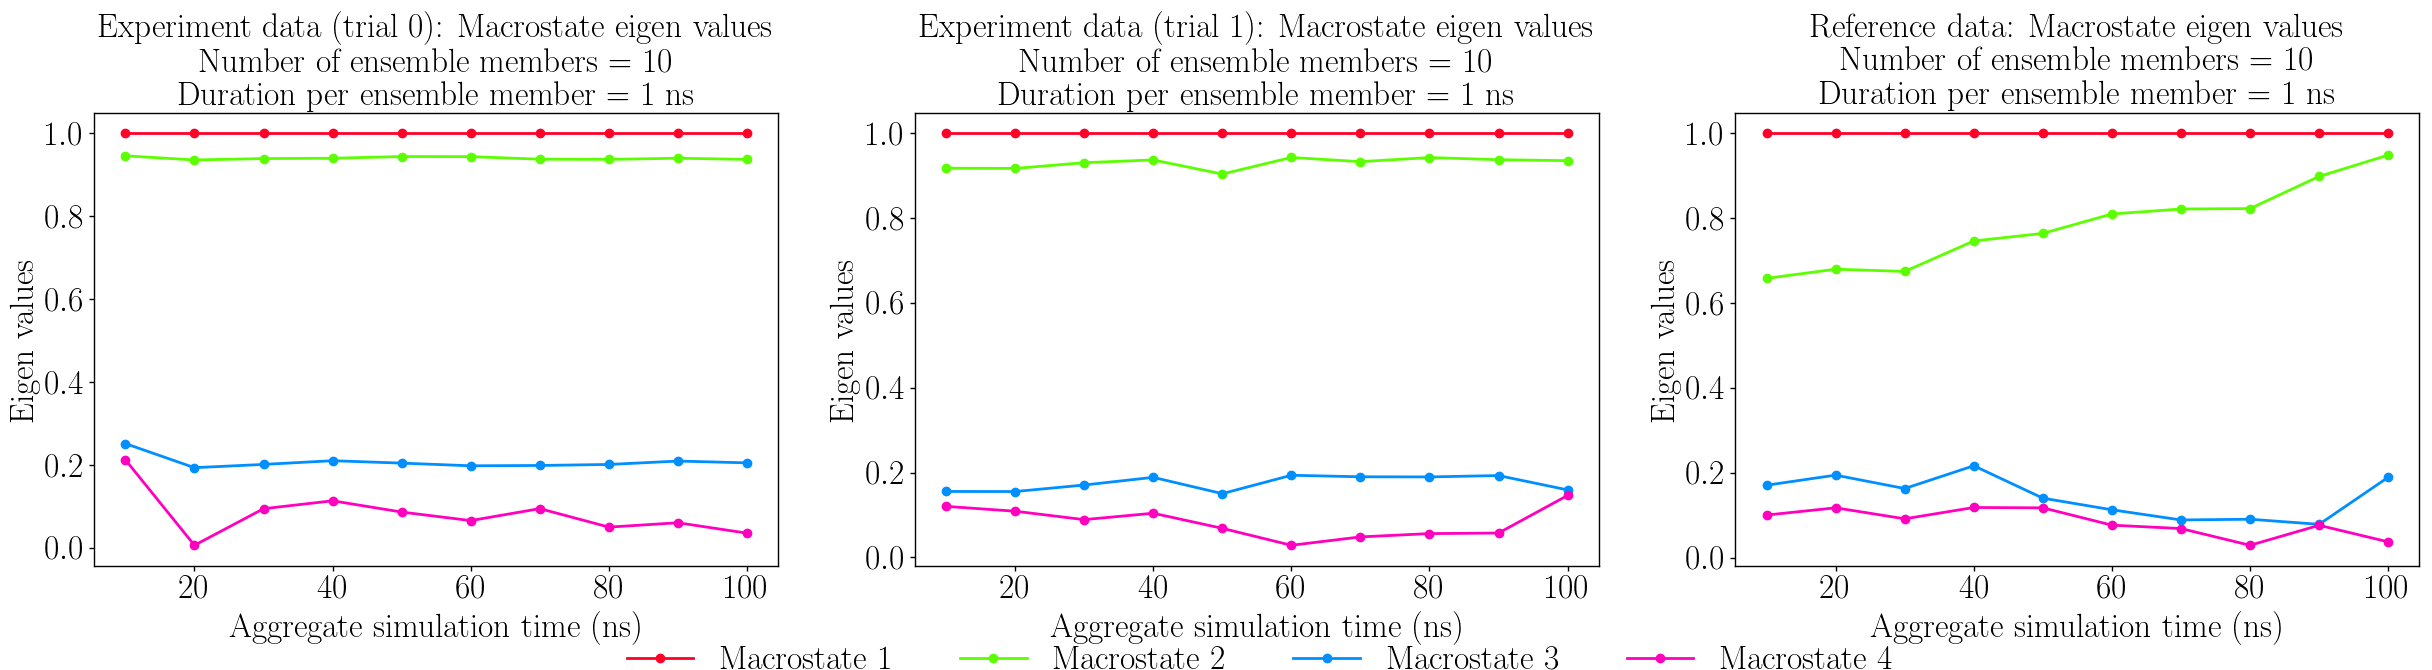 Experiment data (trial 0): Macrostate eigen values
Number of ensemble members = 10
Duration per ensemble member = 1 ns
1.0
0.8
0.6
0.4
0.2
0.0
Eigen values
20 40 60 80 100
Aggregate simulation time (ns)
Experiment data (trial 1): Macrostate eigen values
Number of ensemble members = 10
Duration per ensemble member = 1 ns
1.0
0.8
0.6
0.4
0.2
0.0
Eigen values
20 40 60 80 100
Aggregate simulation time (ns)
Reference data: Macrostate eigen values
Number of ensemble members = 10
Duration per ensemble member = 1 ns
1.0
0.8
0.6
0.4
0.2
0.0
Eigen values
20 40 60 80 100
Aggregate simulation time (ns)
Macrostate 1 Macrostate 2 Macrostate 3 Macrostate 4